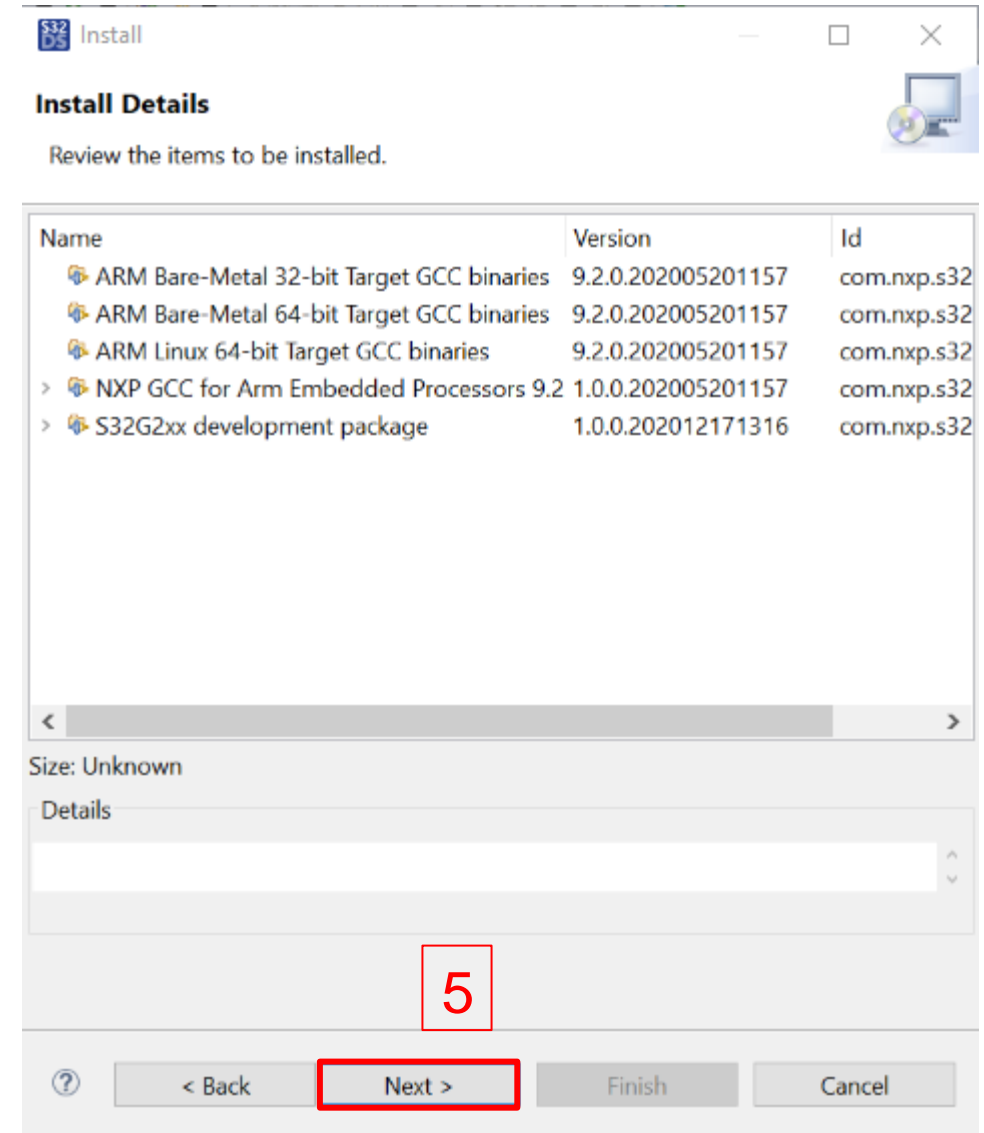 S32
DS Install
Install Details
Review the items to be installed.
Name Version Id
ARM Bare-Metal 32-bit Target GCC binaries 9.2.0.202005201157 com.nxp.s32
ARM Bare-Metal 64-bit Target GCC binaries 9.2.0.202005201157 com.nxp.s32
ARM Linux 64-bit Target GCC binaries 9.2.0.202005201157 com.nxp.s32
> NXP GCC for Arm Embedded Processors 9.2 1.0.0.202005201157 com.nxp.s32
> S32G2xx development package 1.0.0.202012171316 com.nxp.s32
Size: Unknown
Details
5
? < Back Next > Finish Cancel